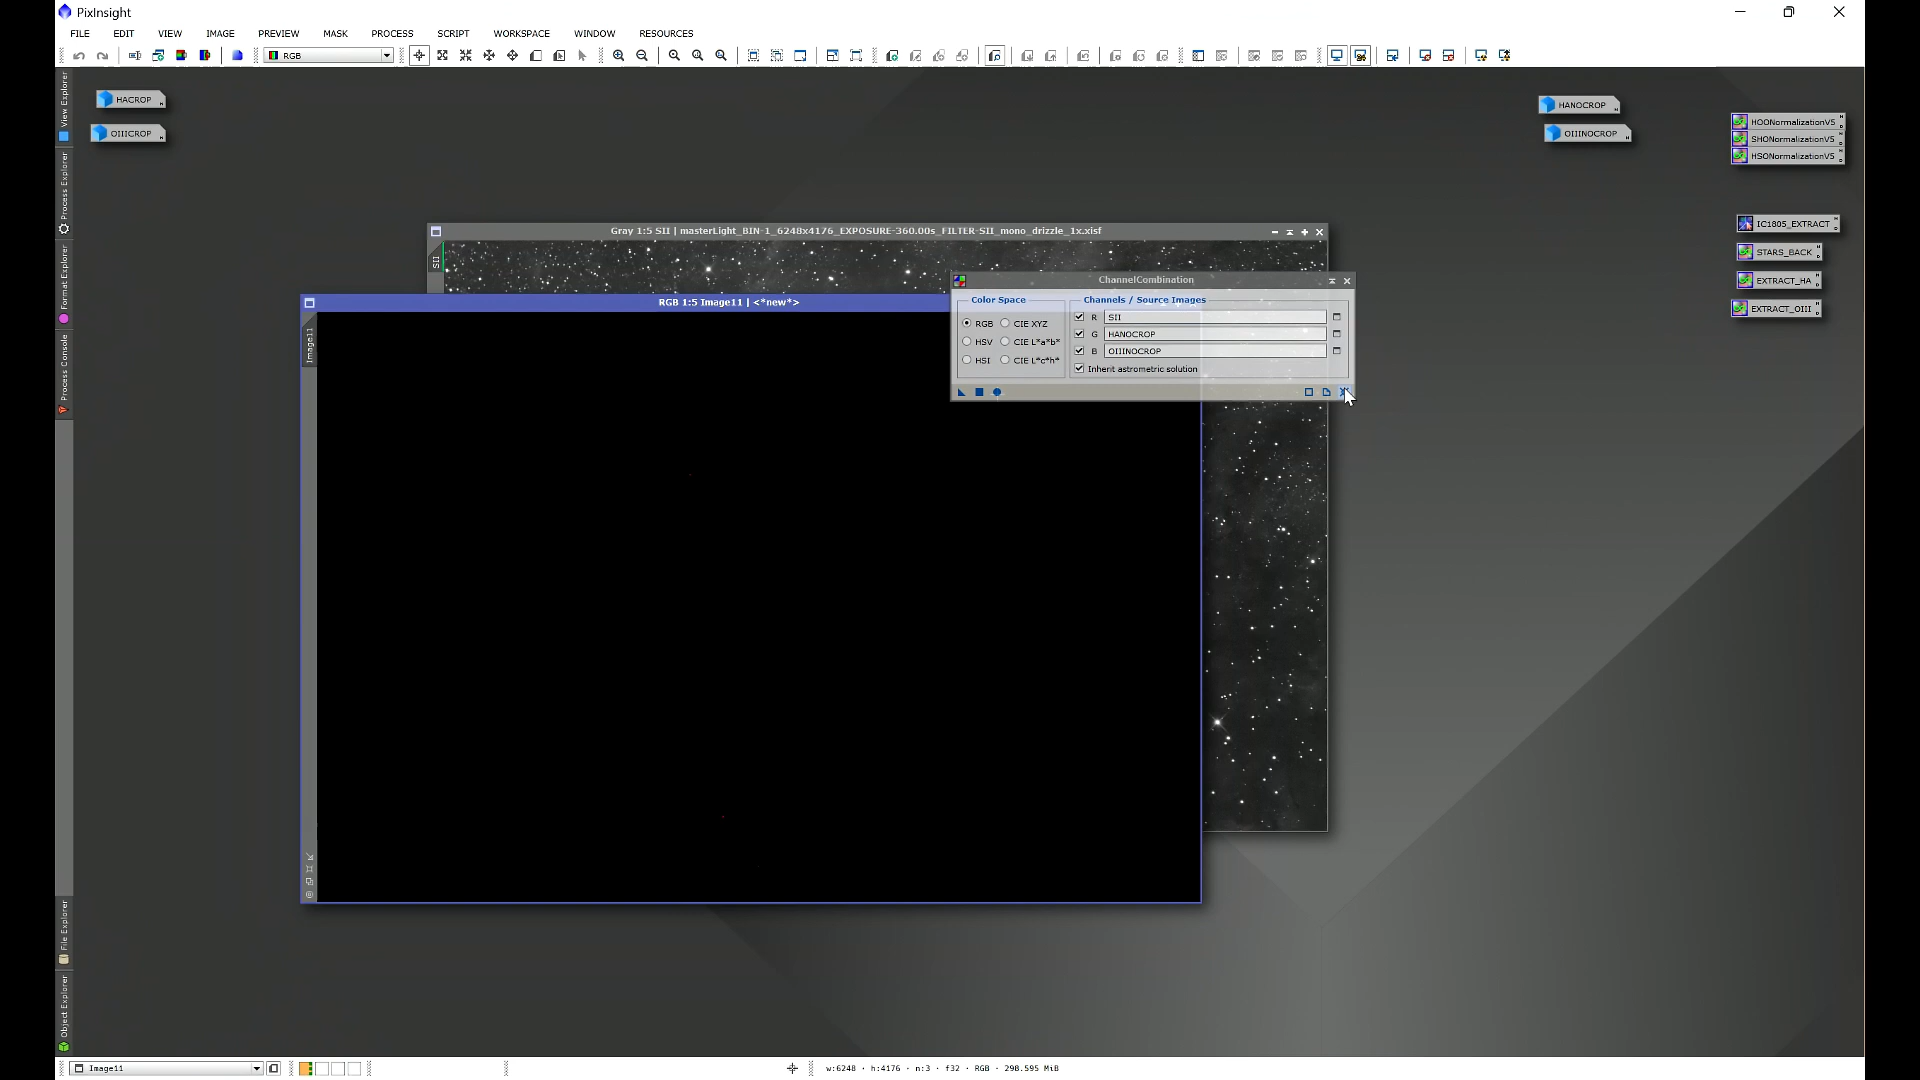 PixInsight
FILE EDIT VIEW IMAGE PREVIEW MASK PROCESS SCRIPT WORKSPACE WINDOW RESOURCES
RGB
View Explorer
Process Explorer
Format Explorer
Process Console
File Explorer
Object Explorer
HACROP
OIIICROP
HANOCROP
OIIINOCROP
HOONormalizationV5
SHONormalizationV5
HSONormalizationV5
IC1805_EXTRACT
STARS_BACK
EXTRACT_HA
EXTRACT_OIII
Gray 1:5 SII | masterLight_BIN-1_6248x4176_EXPOSURE-360.00s_FILTER-SII_mono_drizzle_1x.xisf
SII
RGB 1:5 Image11 | <*new*>
Image11
ChannelCombination
Color Space
RGB CIE XYZ
HSV CIE L*a*b*
HSI CIE L*c*h*
Channels / Source Images
R SII
G HANOCROP
B OIIINOCROP
Inherit astrometric solution
Image11
w:6248 · h:4176 · n:3 · f32 · RGB · 298.595 MiB